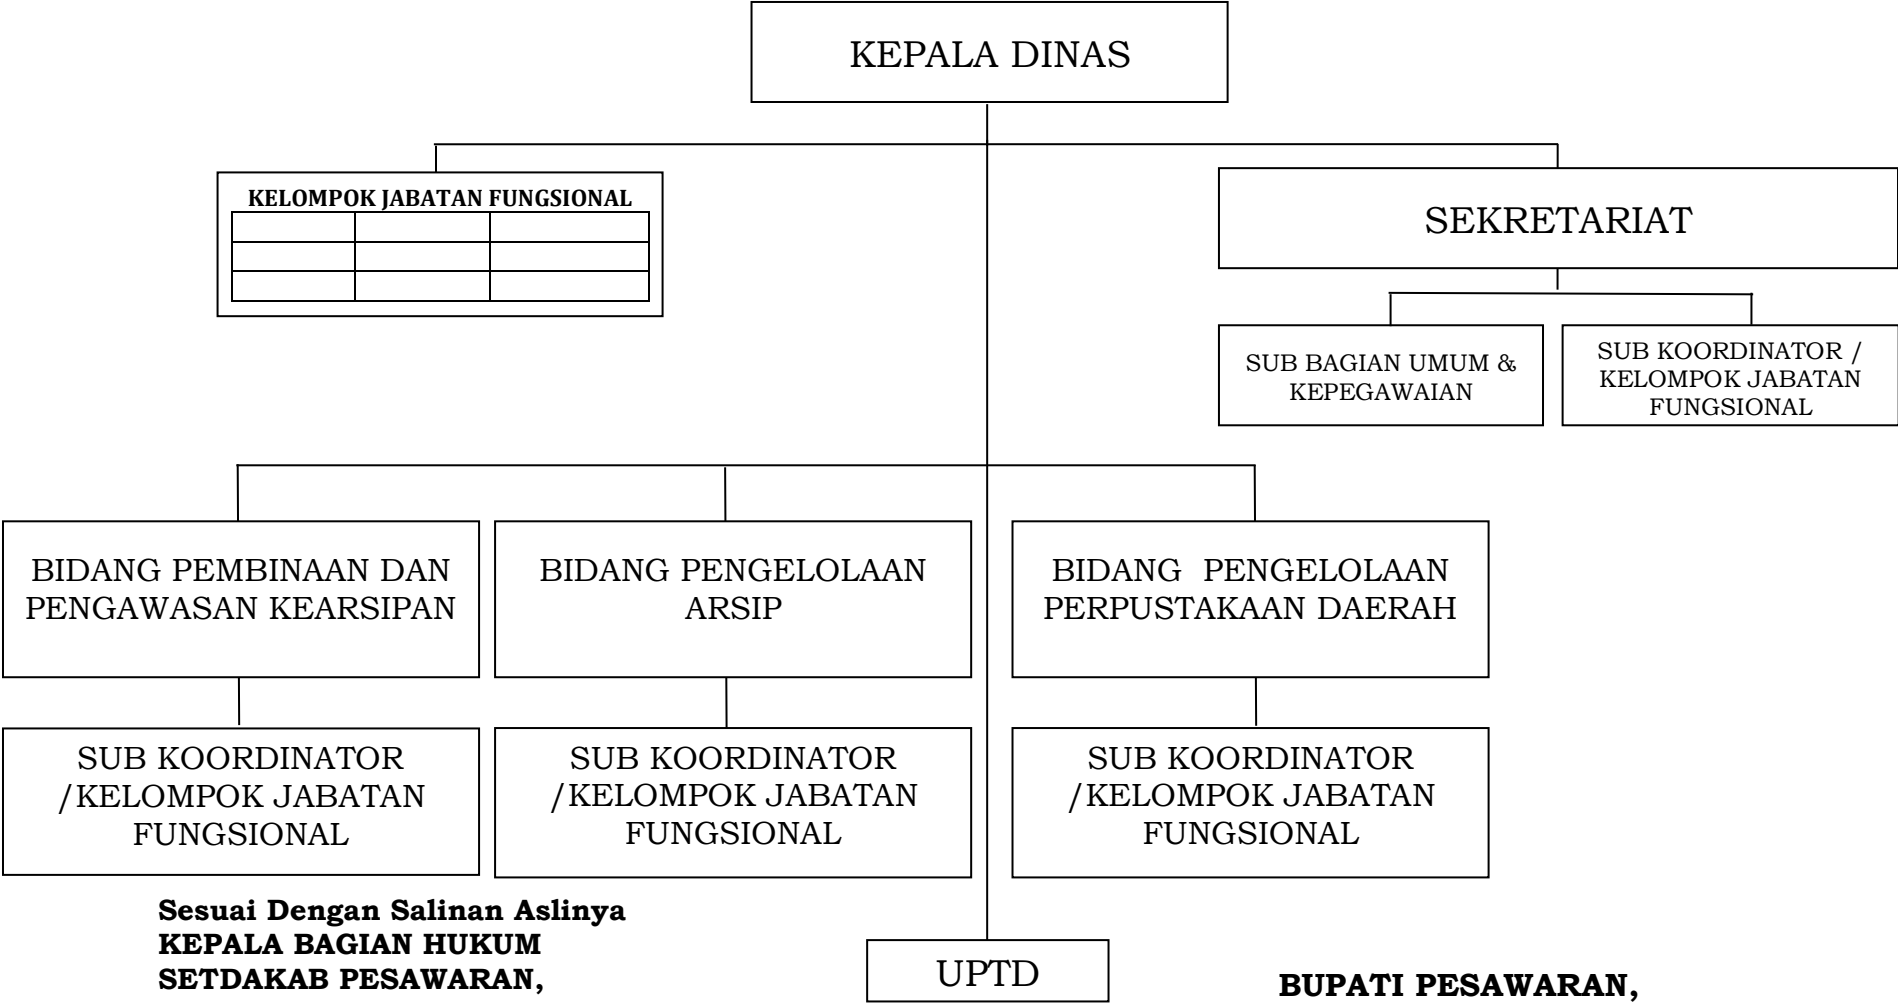 KEPALA DINAS
KELOMPOK JABATAN FUNGSIONAL
SEKRETARIAT
SUB BAGIAN UMUM &
KEPEGAWAIAN
SUB KOORDINATOR /
KELOMPOK JABATAN
FUNGSIONAL
BIDANG PEMBINAAN DAN
PENGAWASAN KEARSIPAN
BIDANG PENGELOLAAN
ARSIP
BIDANG PENGELOLAAN
PERPUSTAKAAN DAERAH
SUB KOORDINATOR
/KELOMPOK JABATAN
FUNGSIONAL
SUB KOORDINATOR
/KELOMPOK JABATAN
FUNGSIONAL
SUB KOORDINATOR
/KELOMPOK JABATAN
FUNGSIONAL
Sesuai Dengan Salinan Aslinya
KEPALA BAGIAN HUKUM
SETDAKAB PESAWARAN,
UPTD
BUPATI PESAWARAN,